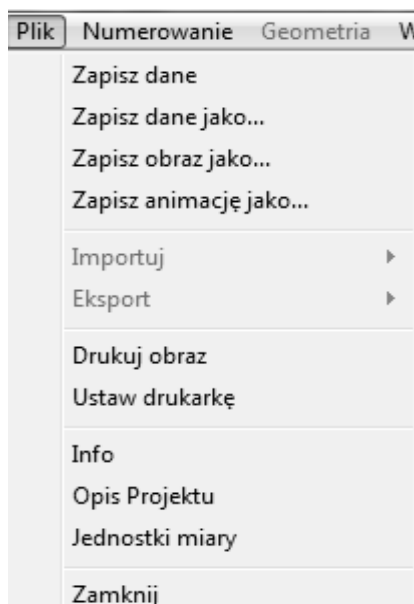 Plik Numerowanie Geometria W
Zapisz dane
Zapisz dane jako...
Zapisz obraz jako...
Zapisz animację jako...
Importuj
Eksport
Drukuj obraz
Ustaw drukarkę
Info
Opis Projektu
Jednostki miary
Zamknij